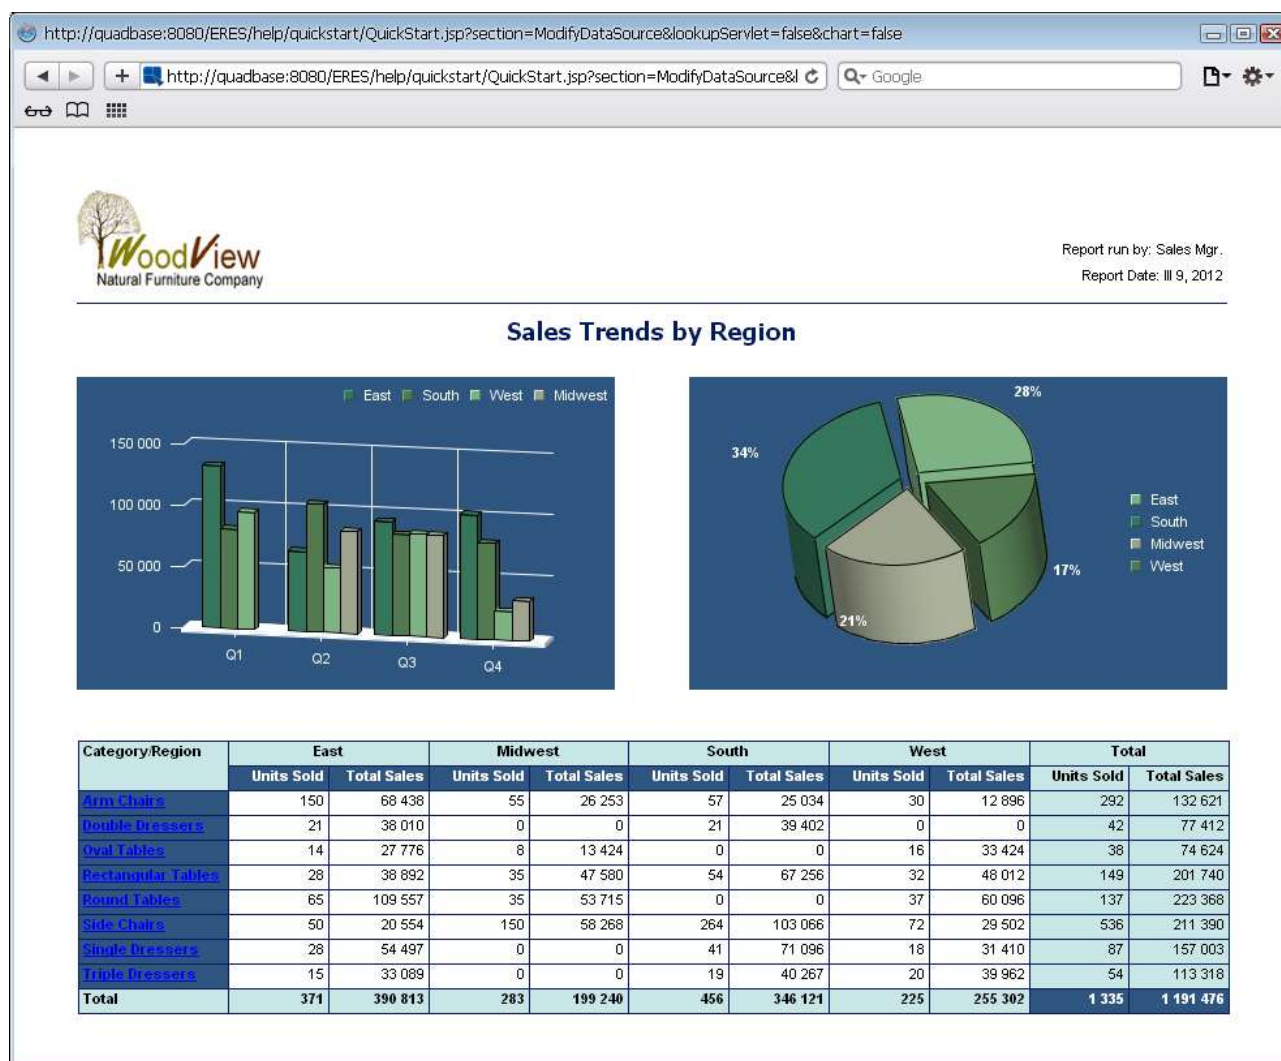 http://quadbase:8080/ERES/help/quickstart/QuickStart.jsp?section=ModifyDataSource&lookupServlet=false&chart=false
http://quadbase:8080/ERES/help/quickstart/QuickStart.jsp?section=ModifyDataSource&l Google
WoodView
Natural Furniture Company
Report run by: Sales Mgr.
Report Date: III 9, 2012
Sales Trends by Region
East South West Midwest
150 000
100 000
50 000
0
Q1 Q2 Q3 Q4
28%
34%
17%
21%
East
South
Midwest
West
Category/Region East Midwest South West Total
Units Sold Total Sales Units Sold Total Sales Units Sold Total Sales Units Sold Total Sales Units Sold Total Sales
Arm Chairs 150 68 438 55 26 253 57 25 034 30 12 896 292 132 621
Double Dressers 21 38 010 0 0 21 39 402 0 0 42 77 412
Oval Tables 14 27 776 8 13 424 0 0 16 33 424 38 74 624
Rectangular Tables 28 38 892 35 47 580 54 67 256 32 48 012 149 201 740
Round Tables 65 109 557 35 53 715 0 0 37 60 096 137 223 368
Side Chairs 50 20 554 150 58 268 264 103 066 72 29 502 536 211 390
Single Dressers 28 54 497 0 0 41 71 096 18 31 410 87 157 003
Triple Dressers 15 33 089 0 0 19 40 267 20 39 962 54 113 318
Total 371 390 813 283 199 240 456 346 121 225 255 302 1 335 1 191 476